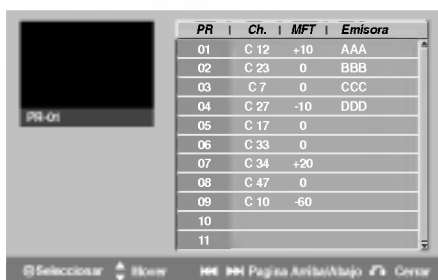 PR | Ch. | MFT | Emisora
01 C 12 +10 AAA
02 C 23 0 BBB
03 C 7 0 CCC
04 C 27 -10 DDD
05 C 17 0
06 C 33 0
07 C 34 +20
08 C 47 0
09 C 10 -60
10
11
PR-01
Seleccionar Mover Pagina Arriba/Abajo Cerrar